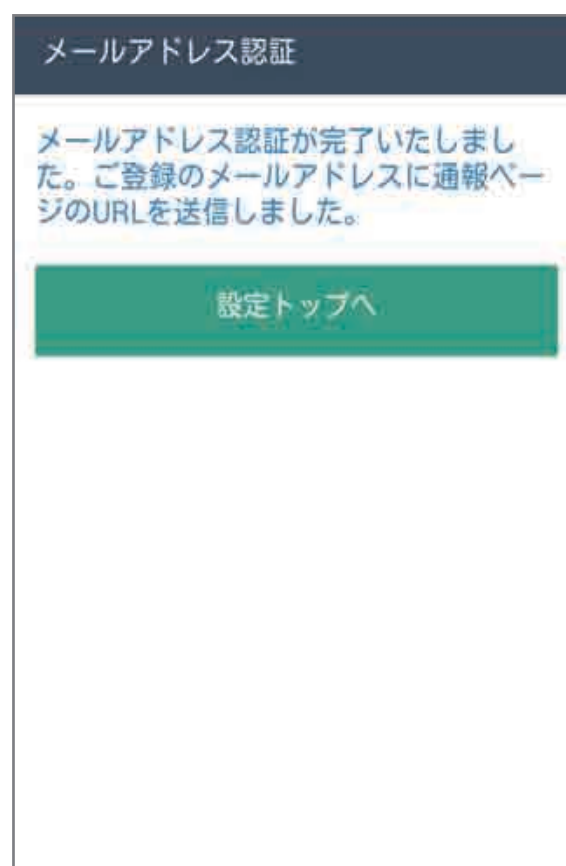 メールアドレス認証
メールアドレス認証が完了いたしまし
た。ご登録のメールアドレスに通報ペー
ジのURLを送信しました。
設定トップへ